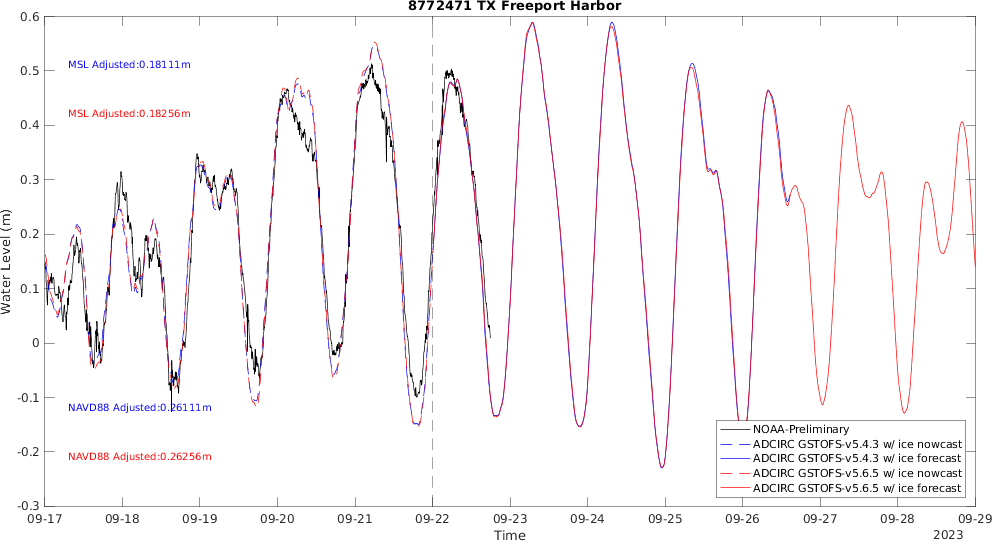 8772471 TX Freeport Harbor
0.6
0.5
0.4
0.3
0.2
0.1
0
-0.1
-0.2
-0.3
Water Level (m)
MSL Adjusted:0.18111m
MSL Adjusted:0.18256m
NAVD88 Adjusted:0.26111m
NAVD88 Adjusted:0.26256m
NOAA-Preliminary
ADCIRC GSTOFS-v5.4.3 w/ ice nowcast
ADCIRC GSTOFS-v5.4.3 w/ ice forecast
ADCIRC GSTOFS-v5.6.5 w/ ice nowcast
ADCIRC GSTOFS-v5.6.5 w/ ice forecast
09-17 09-18 09-19 09-20 09-21 09-22 09-23 09-24 09-25 09-26 09-27 09-28 09-29
Time
2023